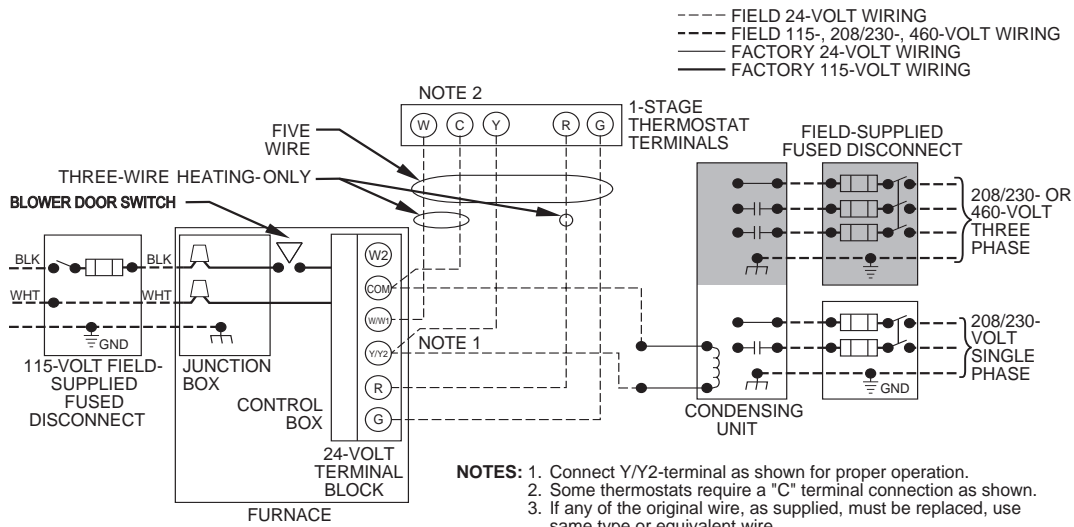 FIELD 24-VOLT WIRING
FIELD 115-, 208/230-, 460-VOLT WIRING
FACTORY 24-VOLT WIRING
FACTORY 115-VOLT WIRING
NOTE 2
W C Y R G
1-STAGE
THERMOSTAT
TERMINALS
FIVE
WIRE
THREE-WIRE HEATING-ONLY
FIELD-SUPPLIED
FUSED DISCONNECT
208/230- OR
460-VOLT
THREE
PHASE
BLOWER DOOR SWITCH
BLK
BLK
WHT
WHT
GND
115-VOLT FIELD-
SUPPLIED
FUSED
DISCONNECT
JUNCTION
BOX
CONTROL
BOX
W2
COM
W/W1
Y/Y2
R
G
NOTE 1
24-VOLT
TERMINAL
BLOCK
FURNACE
CONDENSING
UNIT
208/230-
VOLT
SINGLE
PHASE
GND
NOTES: 1. Connect Y/Y2-terminal as shown for proper operation.
2. Some thermostats require a "C" terminal connection as shown.
3. If any of the original wire, as supplied, must be replaced, use
same type or equivalent wire.